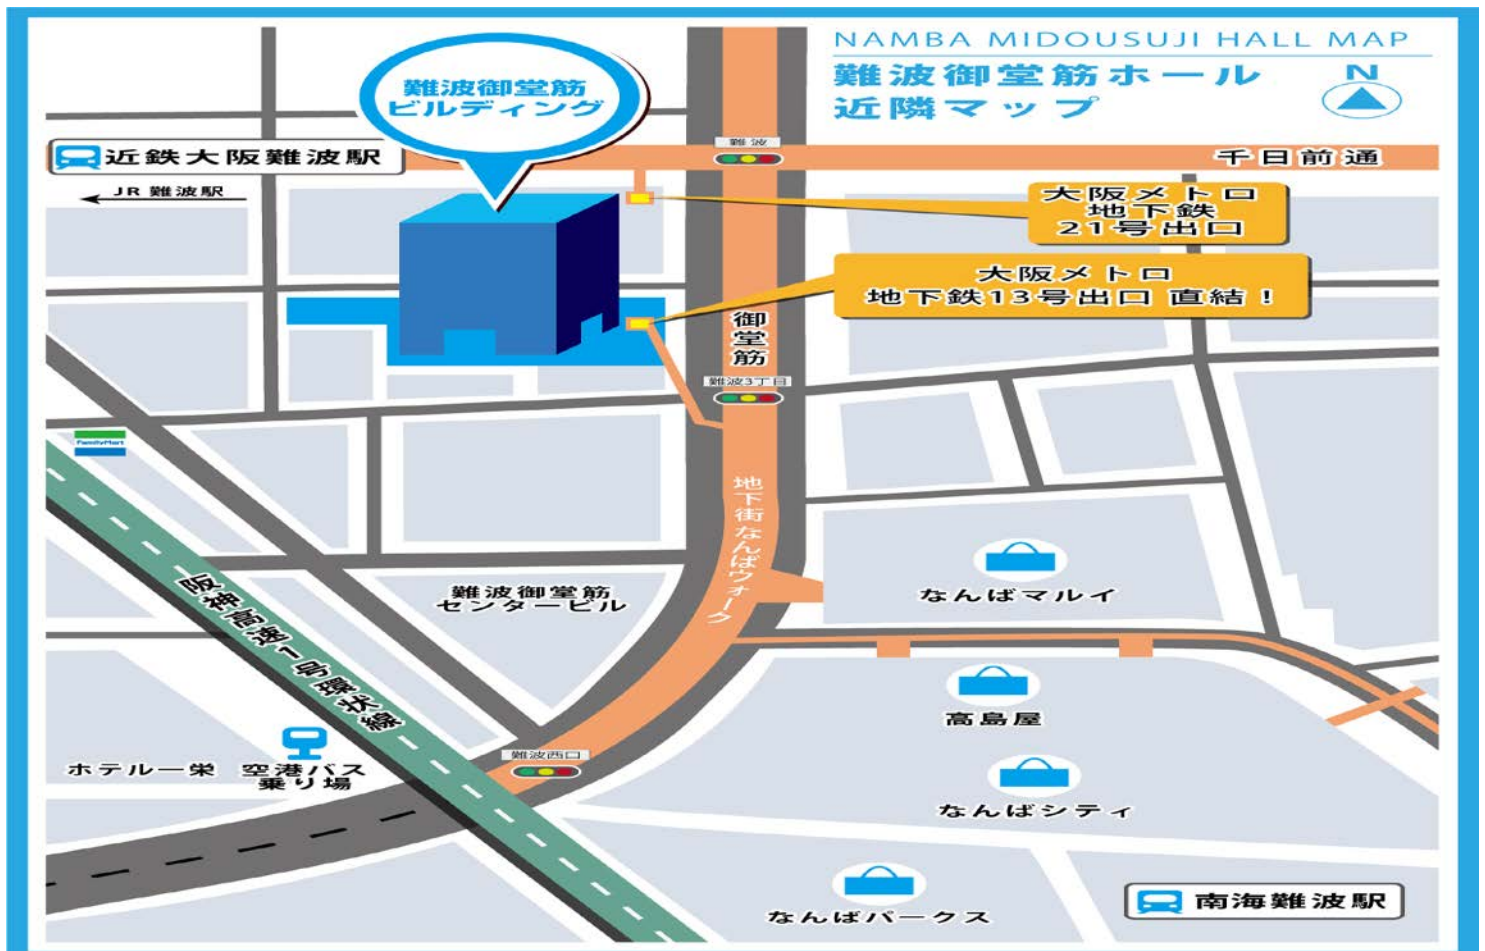 NAMBA MIDOUSUJI HALL MAP
難波御堂筋ホール
近隣マップ
N
難波御堂筋
ビルディング
近鉄大阪難波駅
JR 難波駅
難波
千日前通
大阪メトロ
地下鉄
21号出口
大阪メトロ
地下鉄13号出口 直結！
御堂筋
難波3丁目
FamilyMart
地下街なんばウォーク
阪神高速1号環状線
難波御堂筋
センタービル
なんばマルイ
高島屋
難波西口
ホテル一栄
空港バス
乗り場
なんばシティ
なんばパークス
南海難波駅